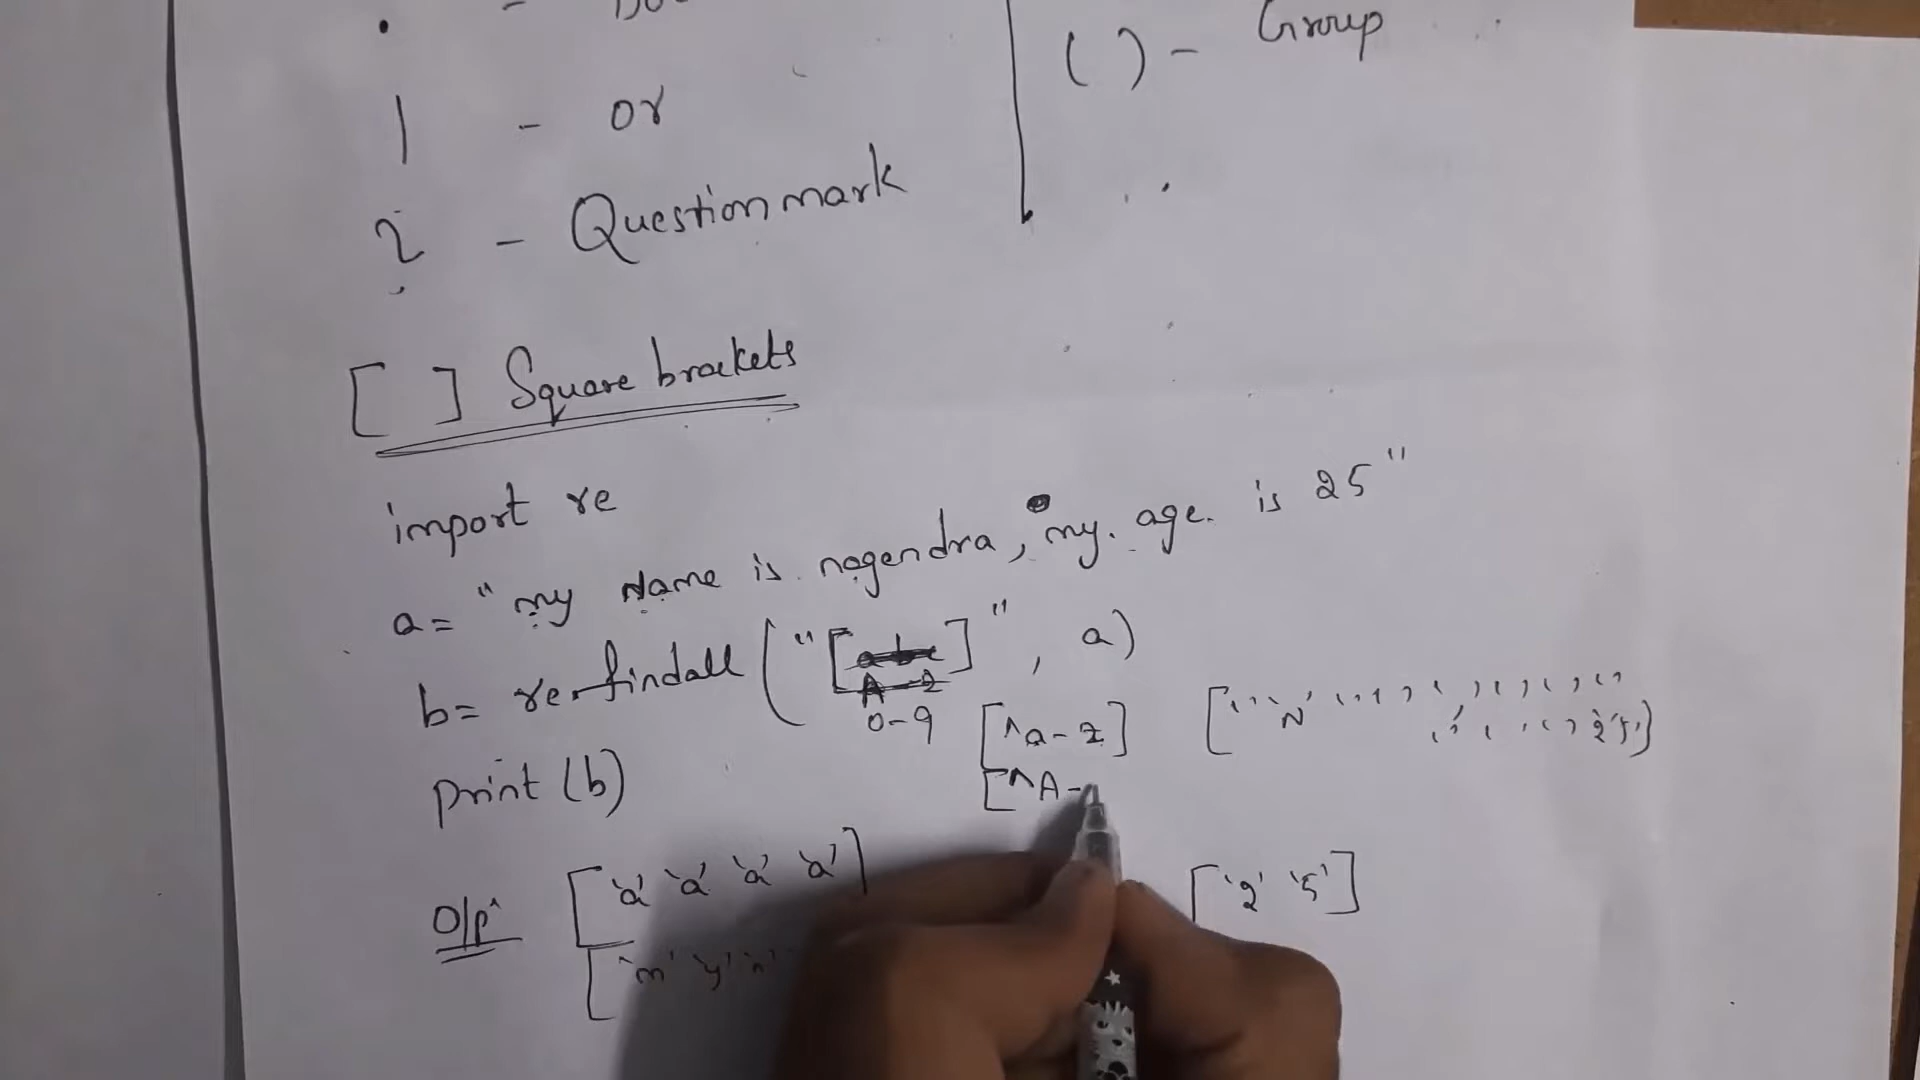 ( ) - Group
| - or
? - Question mark
[ ] Square brackets
import re
a= "my Name is nagendra, my. age. is 25"
b= re.findall ("[abc]", a)
A-z
0-9
[^a-z]
[^A-
print (b)
O/p
['a' 'a' 'a' 'a']
['2' '5']
['m' 'y' 'n'